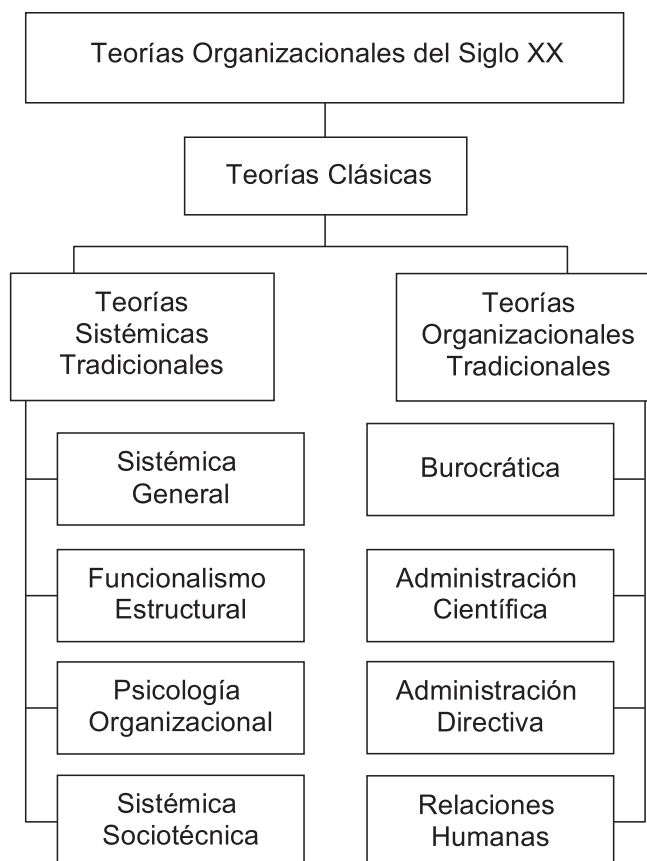 Teorías Organizacionales del Siglo XX
Teorías Clásicas
Teorías
Sistémicas
Tradicionales
Teorías
Organizacionales
Tradicionales
Sistémica
General
Funcionalismo
Estructural
Psicología
Organizacional
Sistémica
Sociotécnica
Burocrática
Administración
Científica
Administración
Directiva
Relaciones
Humanas